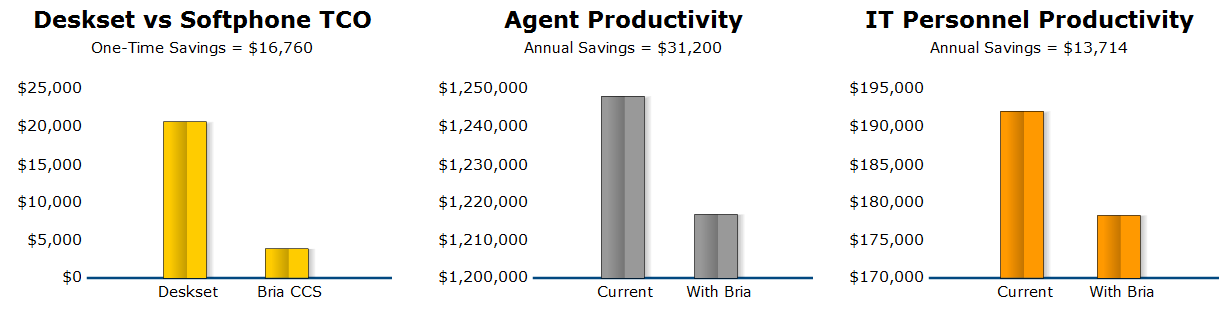 Deskset vs Softphone TCO
One-Time Savings = $16,760
$25,000
$20,000
$15,000
$10,000
$5,000
$0
Deskset Bria CCS
Agent Productivity
Annual Savings = $31,200
$1,250,000
$1,240,000
$1,230,000
$1,220,000
$1,210,000
$1,200,000
Current With Bria
IT Personnel Productivity
Annual Savings = $13,714
$195,000
$190,000
$185,000
$180,000
$175,000
$170,000
Current With Bria